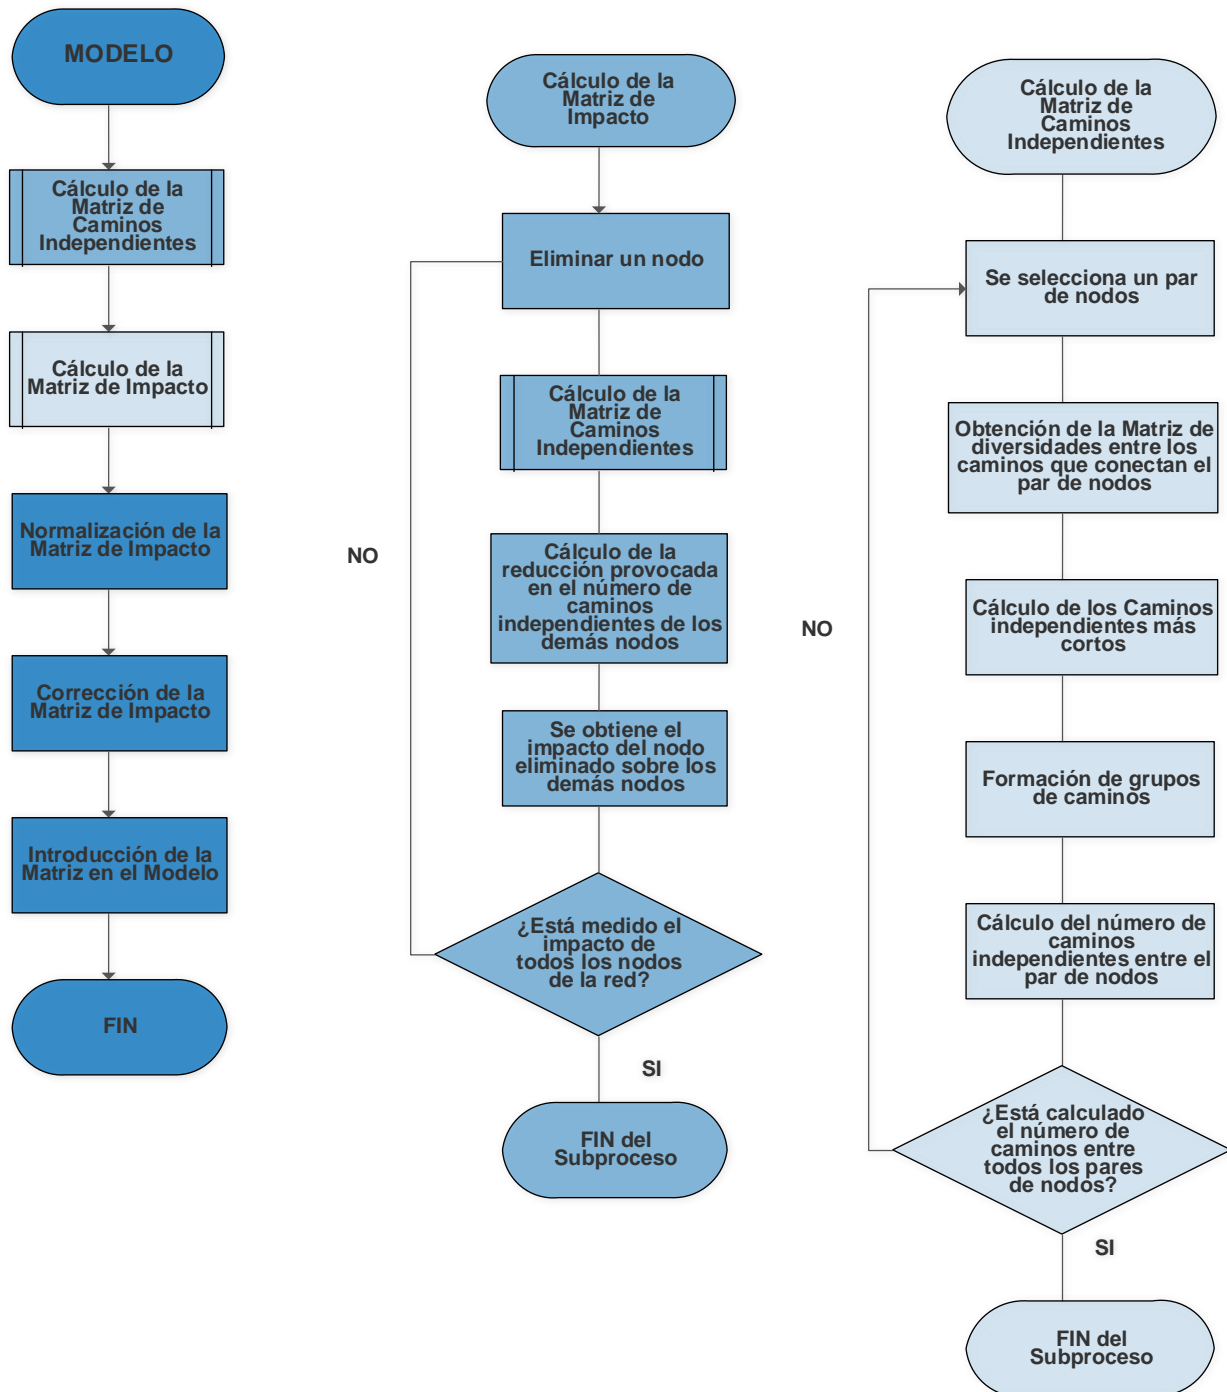 MODELO
Cálculo de la
Matriz de
Caminos
Independientes
Cálculo de la
Matriz de Impacto
Normalización de la
Matriz de Impacto
Corrección de la
Matriz de Impacto
Introducción de la
Matriz en el Modelo
FIN
Cálculo de la
Matriz de
Impacto
Eliminar un nodo
Cálculo de la
Matriz de
Caminos
Independientes
NO
Cálculo de la
reducción provocada
en el número de
caminos
independientes de los
demás nodos
Se obtiene el
impacto del nodo
eliminado sobre los
demás nodos
¿Está medido el
impacto de
todos los nodos
de la red?
SI
FIN del
Subproceso
Cálculo de la
Matriz de
Caminos
Independientes
Se selecciona un par
de nodos
Obtención de la Matriz de
diversidades entre los
caminos que conectan el
par de nodos
Cálculo de los Caminos
independientes más
cortos
NO
Formación de grupos
de caminos
Cálculo del número de
caminos
independientes entre el
par de nodos
¿Está calculado
el número de
caminos entre
todos los pares
de nodos?
SI
FIN del
Subproceso